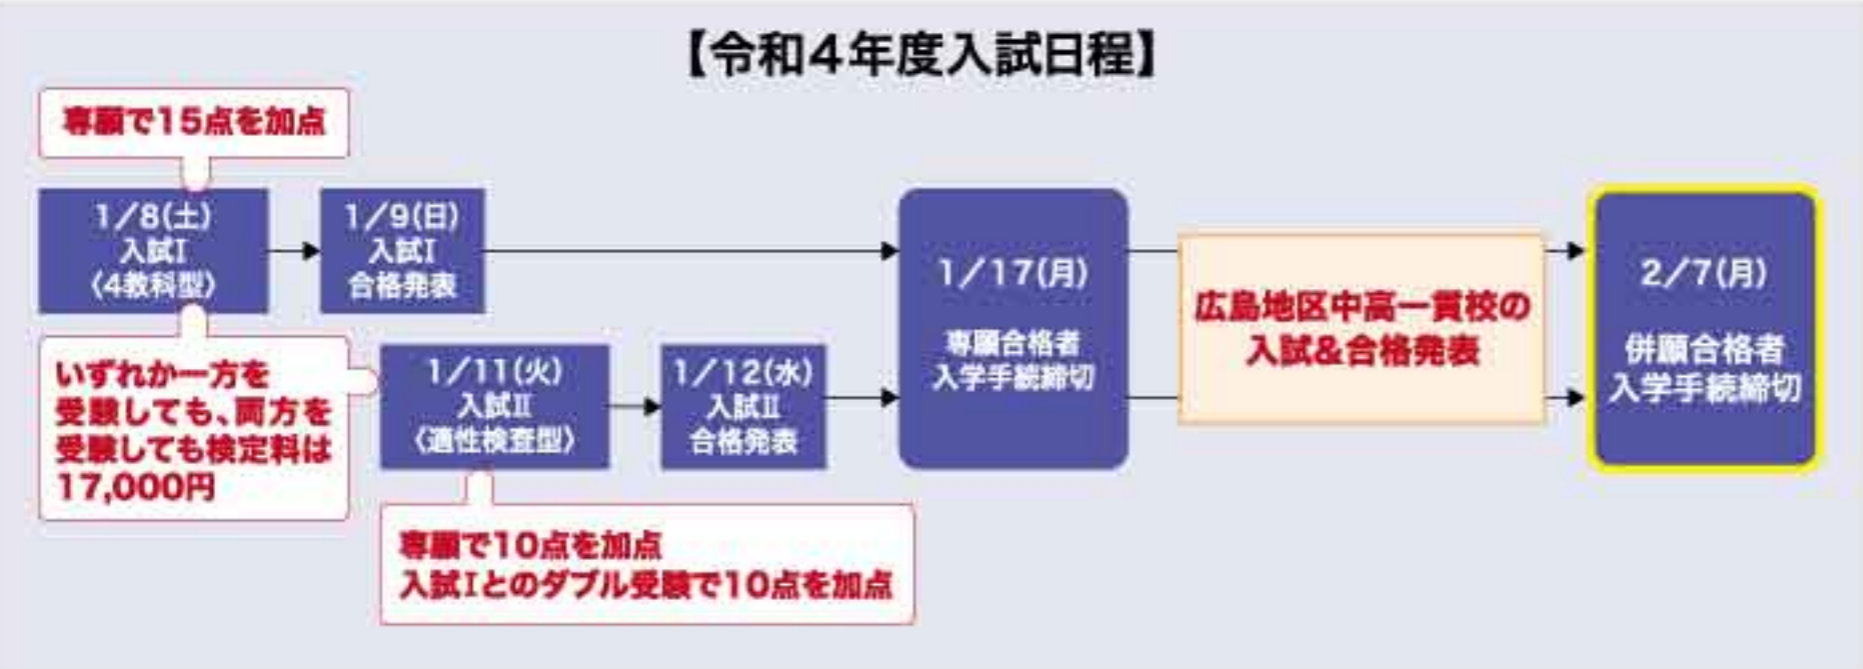 【令和4年度入試日程】
専願で15点を加点
1/8(土)
入試Ⅰ
〈4教科型〉
1/9(日)
入試Ⅰ
合格発表
いずれか一方を
受験しても、両方を
受験しても検定料は
17,000円
1/11(火)
入試Ⅱ
〈適性検査型〉
1/12(水)
入試Ⅱ
合格発表
専願で10点を加点
入試Ⅰとのダブル受験で10点を加点
1/17(月)
専願合格者
入学手続締切
広島地区中高一貫校の
入試&合格発表
2/7(月)
併願合格者
入学手続締切